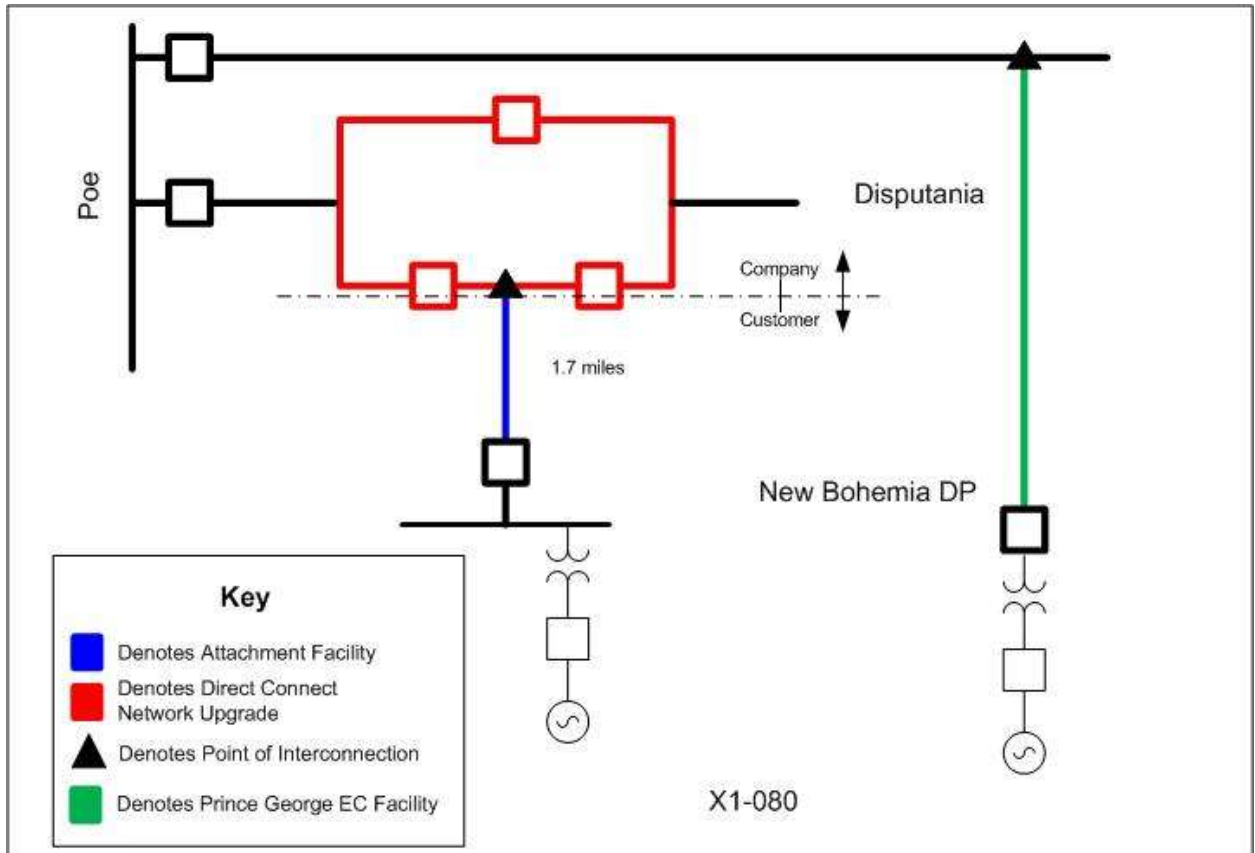 Poe
Disputania
Company
Customer
1.7 miles
New Bohemia DP
Key
Denotes Attachment Facility
Denotes Direct Connect
Network Upgrade
Denotes Point of Interconnection
Denotes Prince George EC Facility
X1-080